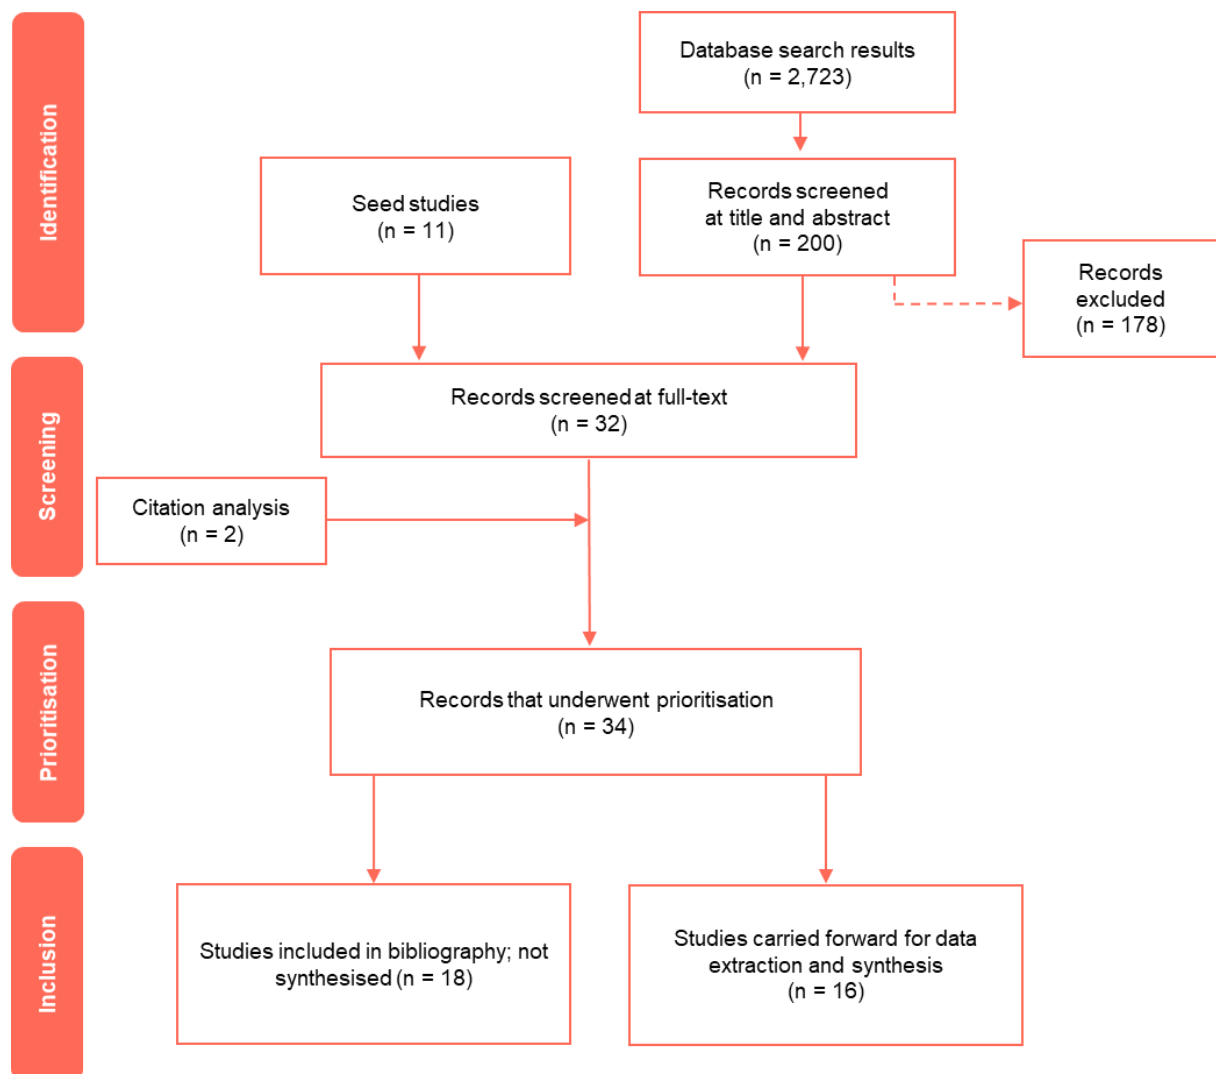 Identification
Database search results
(n = 2,723)
Seed studies
(n = 11)
Records screened
at title and abstract
(n = 200)
Records
excluded
(n = 178)
Screening
Records screened at full-text
(n = 32)
Citation analysis
(n = 2)
Prioritisation
Records that underwent prioritisation
(n = 34)
Inclusion
Studies included in bibliography; not
synthesised (n = 18)
Studies carried forward for data
extraction and synthesis
(n = 16)